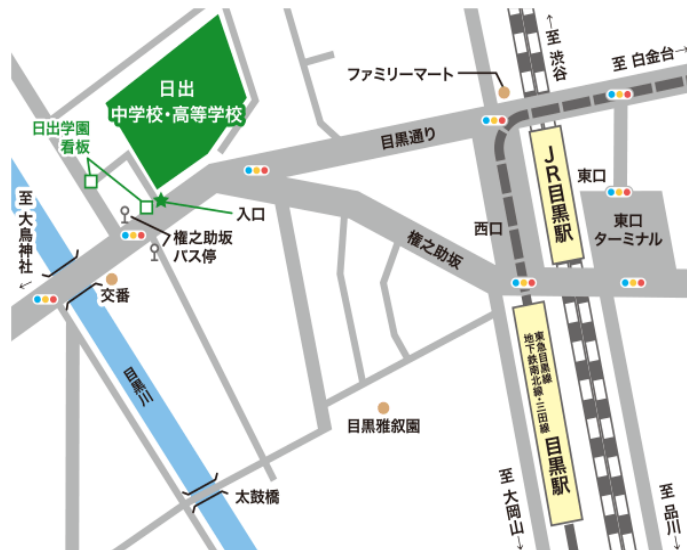 至 渋谷
至 白金台
ファミリーマート
日出
中学校・高等学校
目黒通り
日出学園
看板
JR目黒駅
東口
入口
至 大鳥神社
権之助坂
バス停
権之助坂
西口
東口
ターミナル
交番
目黒川
東急目黒線
地下鉄南北線・三田線
目黒駅
目黒雅叙園
太鼓橋
至 大岡山
至 品川